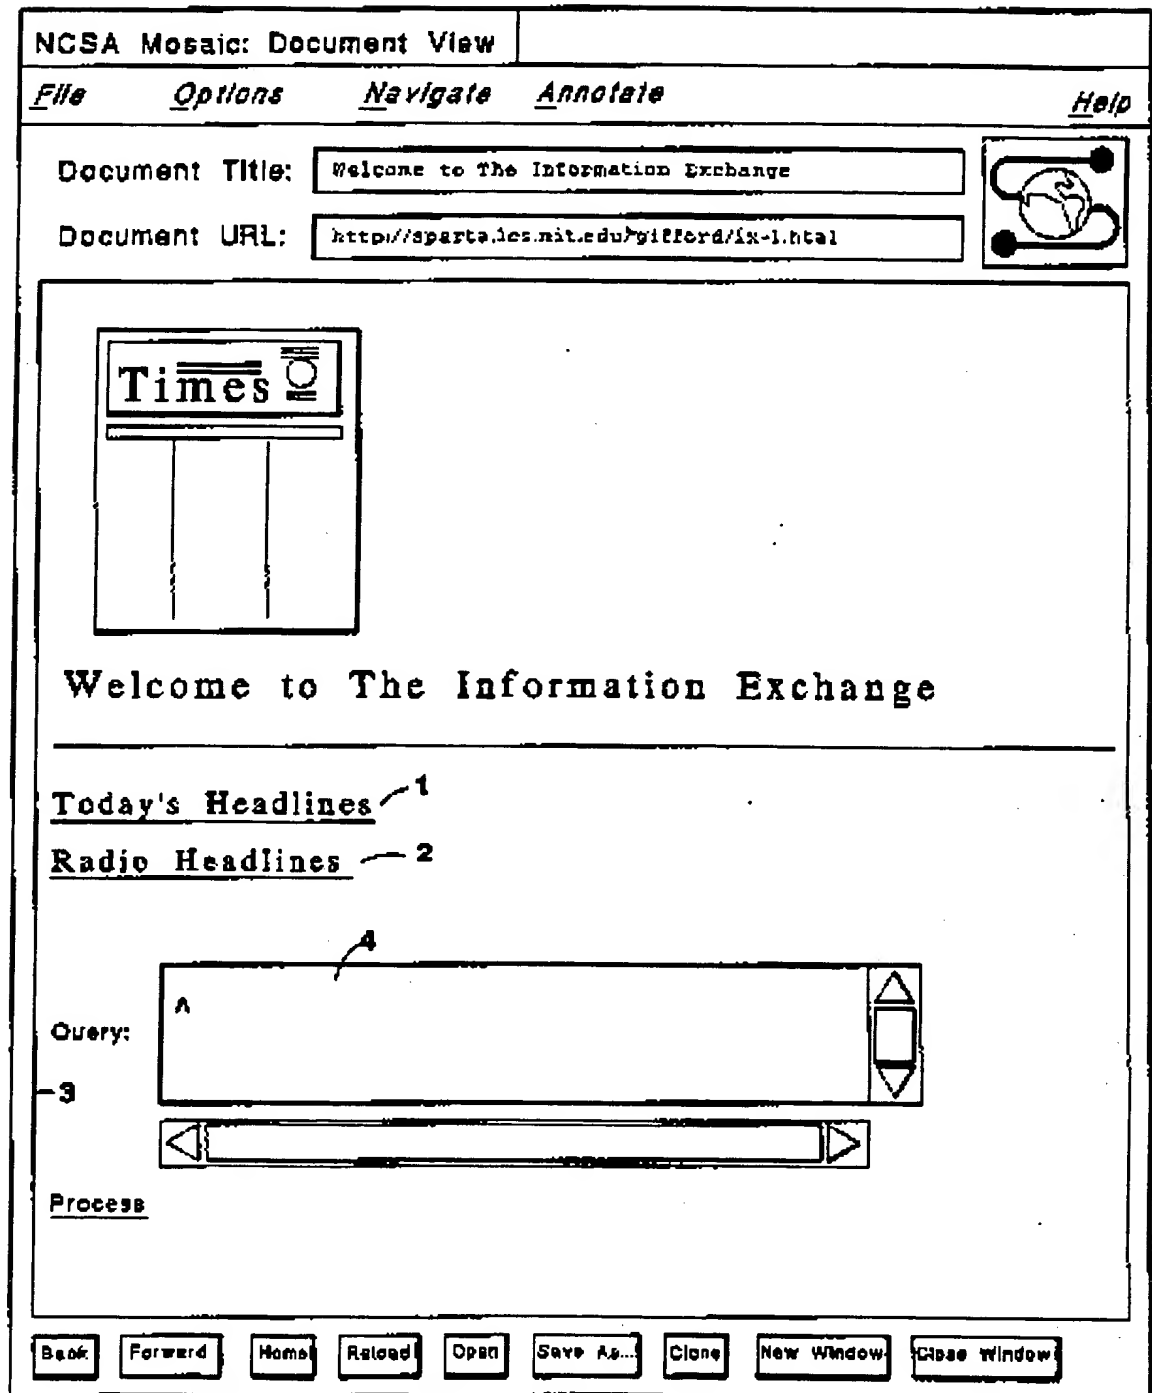 NCSA Mosaic: Document View
File Options Navigate Annotate Help
Document Title: Welcome to The Information Exchange
Document URL: http://sparta.lcs.mit.edu/gifford/ix-1.html
Times
Welcome to The Information Exchange
Today's Headlines 1
Radio Headlines 2
4
^
Query:
3
Process
Back Forward Home Reload Open Save As... Clone New Window Close Window